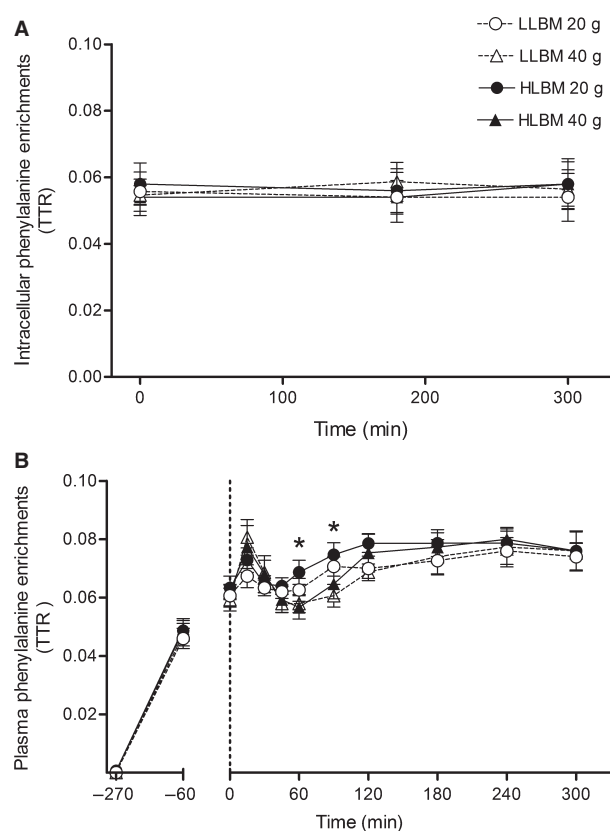 A
LLBM 20 g
LLBM 40 g
HLBM 20 g
HLBM 40 g
Intracellular phenylalanine enrichments
(TTR)
0.10
0.08
0.06
0.04
0.02
0.00
0
100
200
300
Time (min)
B
Plasma phenylalanine enrichments
(TTR )
0.10
0.08
0.06
0.04
0.02
* *
–270
–60
0
60
120
180
240
300
Time (min)